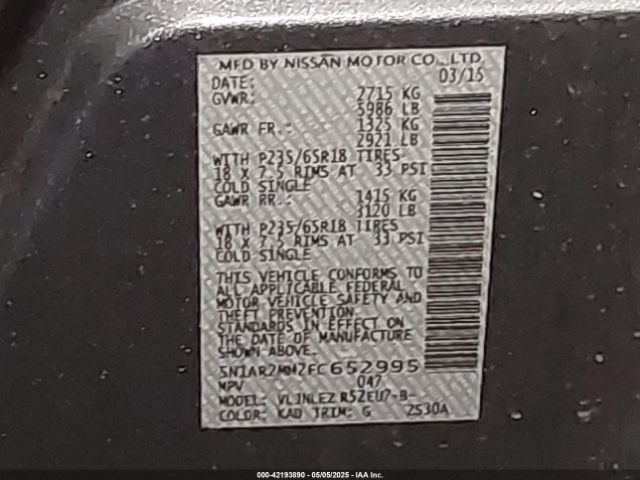 MFD BY NISSAN MOTOR CO., LTD.
DATE: 03/15
GVWR: 2715 KG
5986 LB
GAWR FR.: 1325 KG
2921 LB
WITH P235/65R18 TIRES
18 X 7.5 RIMS AT 33 PSI
COLD SINGLE
GAWR RR.: 1415 KG
3120 LB
WITH P235/65R18 TIRES
18 X 7.5 RIMS AT 33 PSI
COLD SINGLE
THIS VEHICLE CONFORMS TO
ALL APPLICABLE FEDERAL
MOTOR VEHICLE SAFETY AND
THEFT PREVENTION
STANDARDS IN EFFECT ON
THE DATE OF MANUFACTURE
SHOWN ABOVE.
5N1AR2MM2FC652995
MPV 047
MODEL: VLJNLEZ R52EU7-B-
COLOR: KAD TRIM: G 2S30A
000-42193890 - 05/05/2025 - IAA Inc.